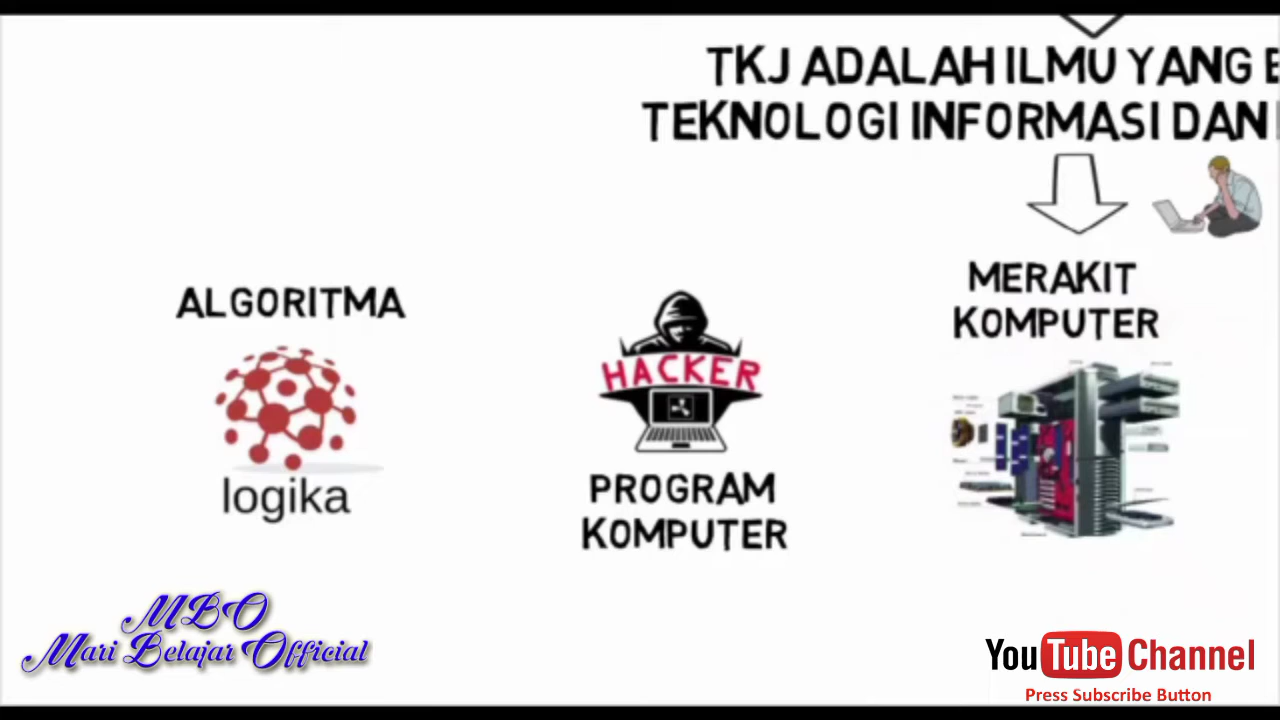 TKJ ADALAH ILMU YANG
TEKNOLOGI INFORMASI DAN
MERAKIT
KOMPUTER
ALGORITMA
logika
HACKER
PROGRAM
KOMPUTER
MBO
Mari Belajar Official
YouTube Channel
Press Subscribe Button